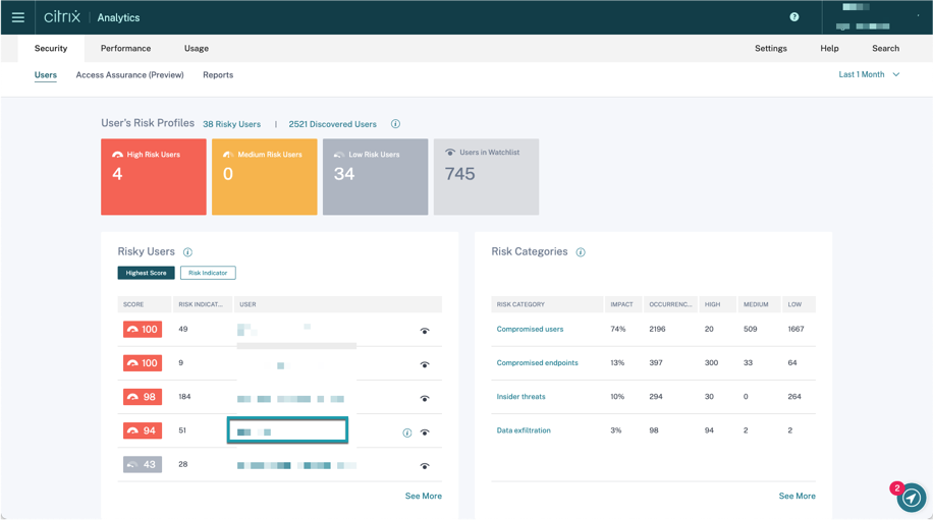 citrix | Analytics
Security Performance Usage Settings Help Search
Users Access Assurance (Preview) Reports Last 1 Month
User's Risk Profiles 38 Risky Users | 2521 Discovered Users
High Risk Users
4
Medium Risk Users
0
Low Risk Users
34
Users in Watchlist
745
Risky Users
Highest Score Risk Indicator
SCORE RISK INDICAT... USER
100 49
100 9
98 184
94 51
43 28
See More
Risk Categories
RISK CATEGORY IMPACT OCCURRENC... HIGH MEDIUM LOW
Compromised users 74% 2196 20 509 1667
Compromised endpoints 13% 397 300 33 64
Insider threats 10% 294 30 0 264
Data exfiltration 3% 98 94 2 2
See More
2